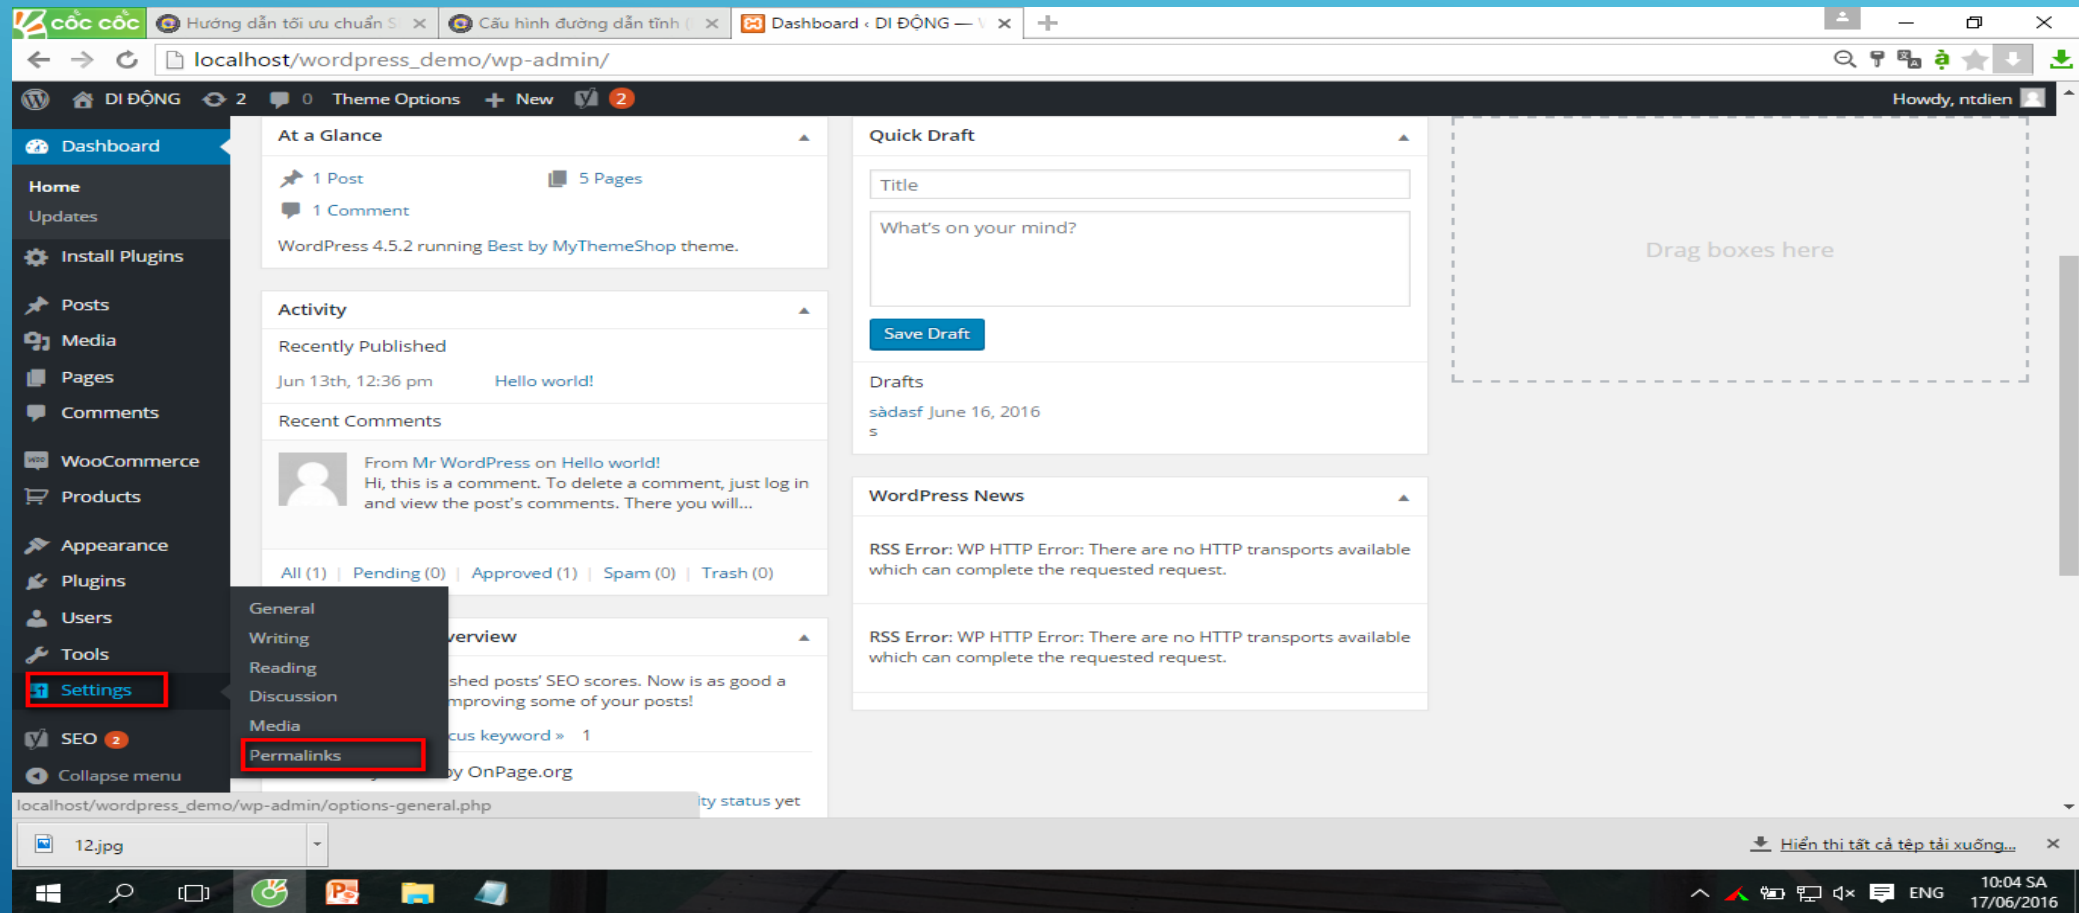 cốc cốc
Hướng dẫn tối ưu chuẩn S
Cấu hình đường dẫn tĩnh (
Dashboard ‹ DI ĐỘNG — W
localhost/wordpress_demo/wp-admin/
DI ĐỘNG 2 0 Theme Options + New 2
Howdy, ntdien
Dashboard
Home
Updates
Install Plugins
Posts
Media
Pages
Comments
WooCommerce
Products
Appearance
Plugins
Users
Tools
Settings
SEO 2
Collapse menu
General
Writing
Reading
Discussion
Media
Permalinks
At a Glance
1 Post
5 Pages
1 Comment
WordPress 4.5.2 running Best by MyThemeShop theme.
Activity
Recently Published
Jun 13th, 12:36 pm Hello world!
Recent Comments
From Mr WordPress on Hello world!
Hi, this is a comment. To delete a comment, just log in
and view the post's comments. There you will...
All (1) | Pending (0) | Approved (1) | Spam (0) | Trash (0)
verview
shed posts' SEO scores. Now is as good a
mproving some of your posts!
cus keyword » 1
by OnPage.org
ity status yet
Quick Draft
Title
What's on your mind?
Save Draft
Drafts
sàdasf June 16, 2016
s
WordPress News
RSS Error: WP HTTP Error: There are no HTTP transports available
which can complete the requested request.
RSS Error: WP HTTP Error: There are no HTTP transports available
which can complete the requested request.
Drag boxes here
localhost/wordpress_demo/wp-admin/options-general.php
12.jpg
Hiển thị tất cả tệp tải xuống...
ENG
10:04 SA
17/06/2016